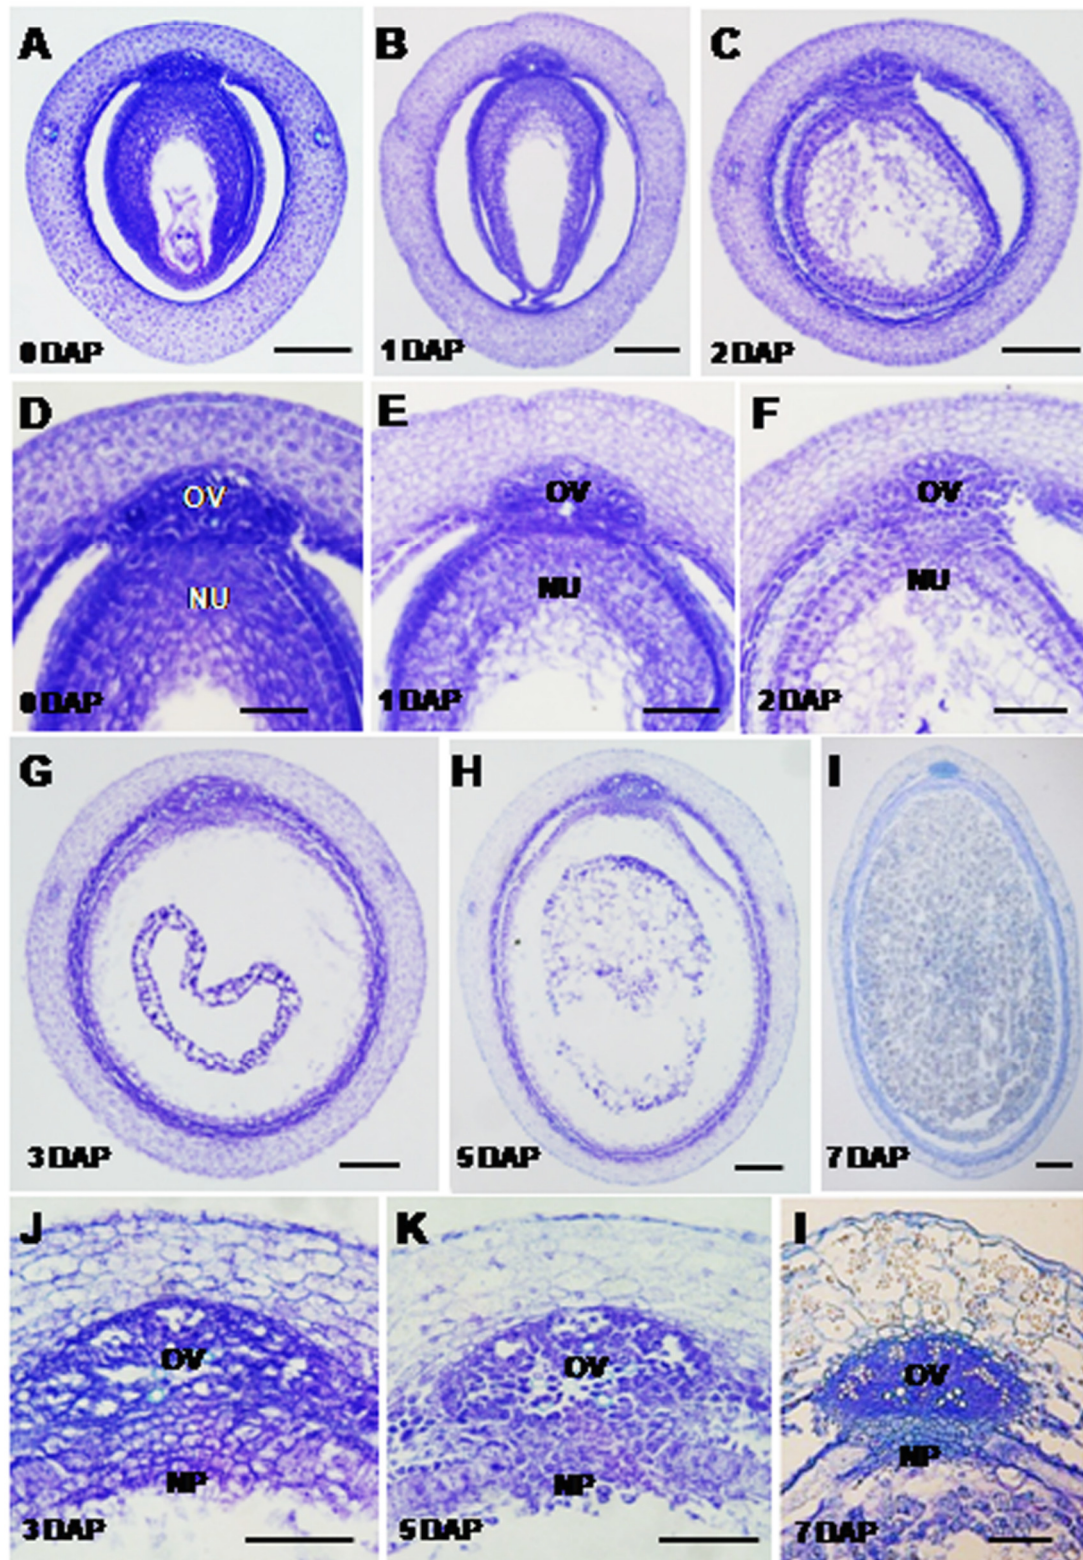 A
0 DAP
B
1 DAP
C
2 DAP
D
OV
NU
0 DAP
E
OV
NU
1 DAP
F
OV
NU
2 DAP
G
3 DAP
H
5 DAP
I
7 DAP
J
OV
NP
3 DAP
K
OV
NP
5 DAP
I
OV
NP
7 DAP